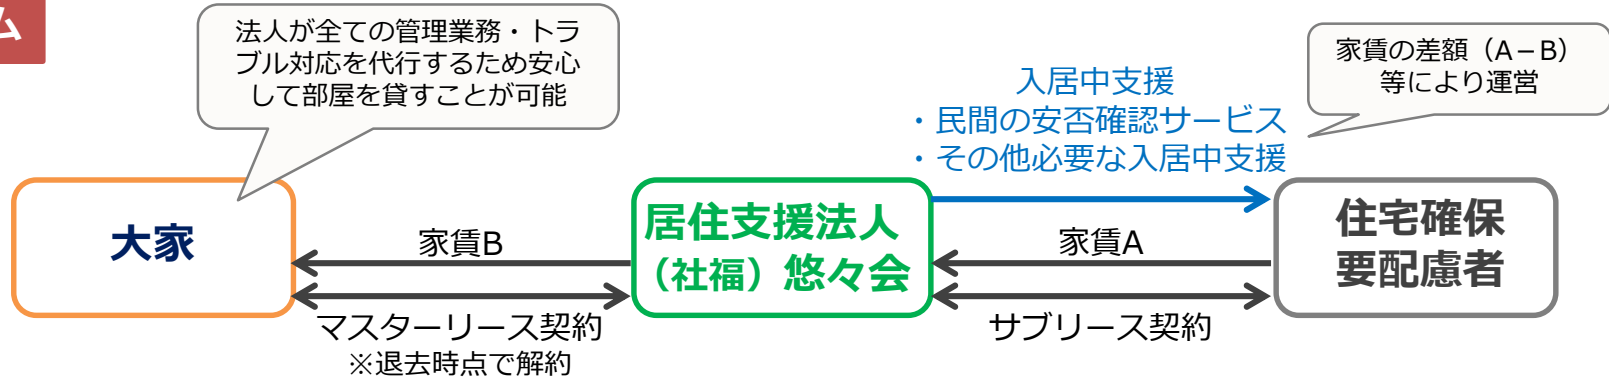 ム
法人が全ての管理業務・トラ
ブル対応を代行するため安心
して部屋を貸すことが可能
家賃の差額（A－B）
等により運営
入居中支援
・民間の安否確認サービス
・その他必要な入居中支援
大家
家賃B
居住支援法人
（社福）悠々会
家賃A
住宅確保
要配慮者
マスターリース契約
※退去時点で解約
サブリース契約